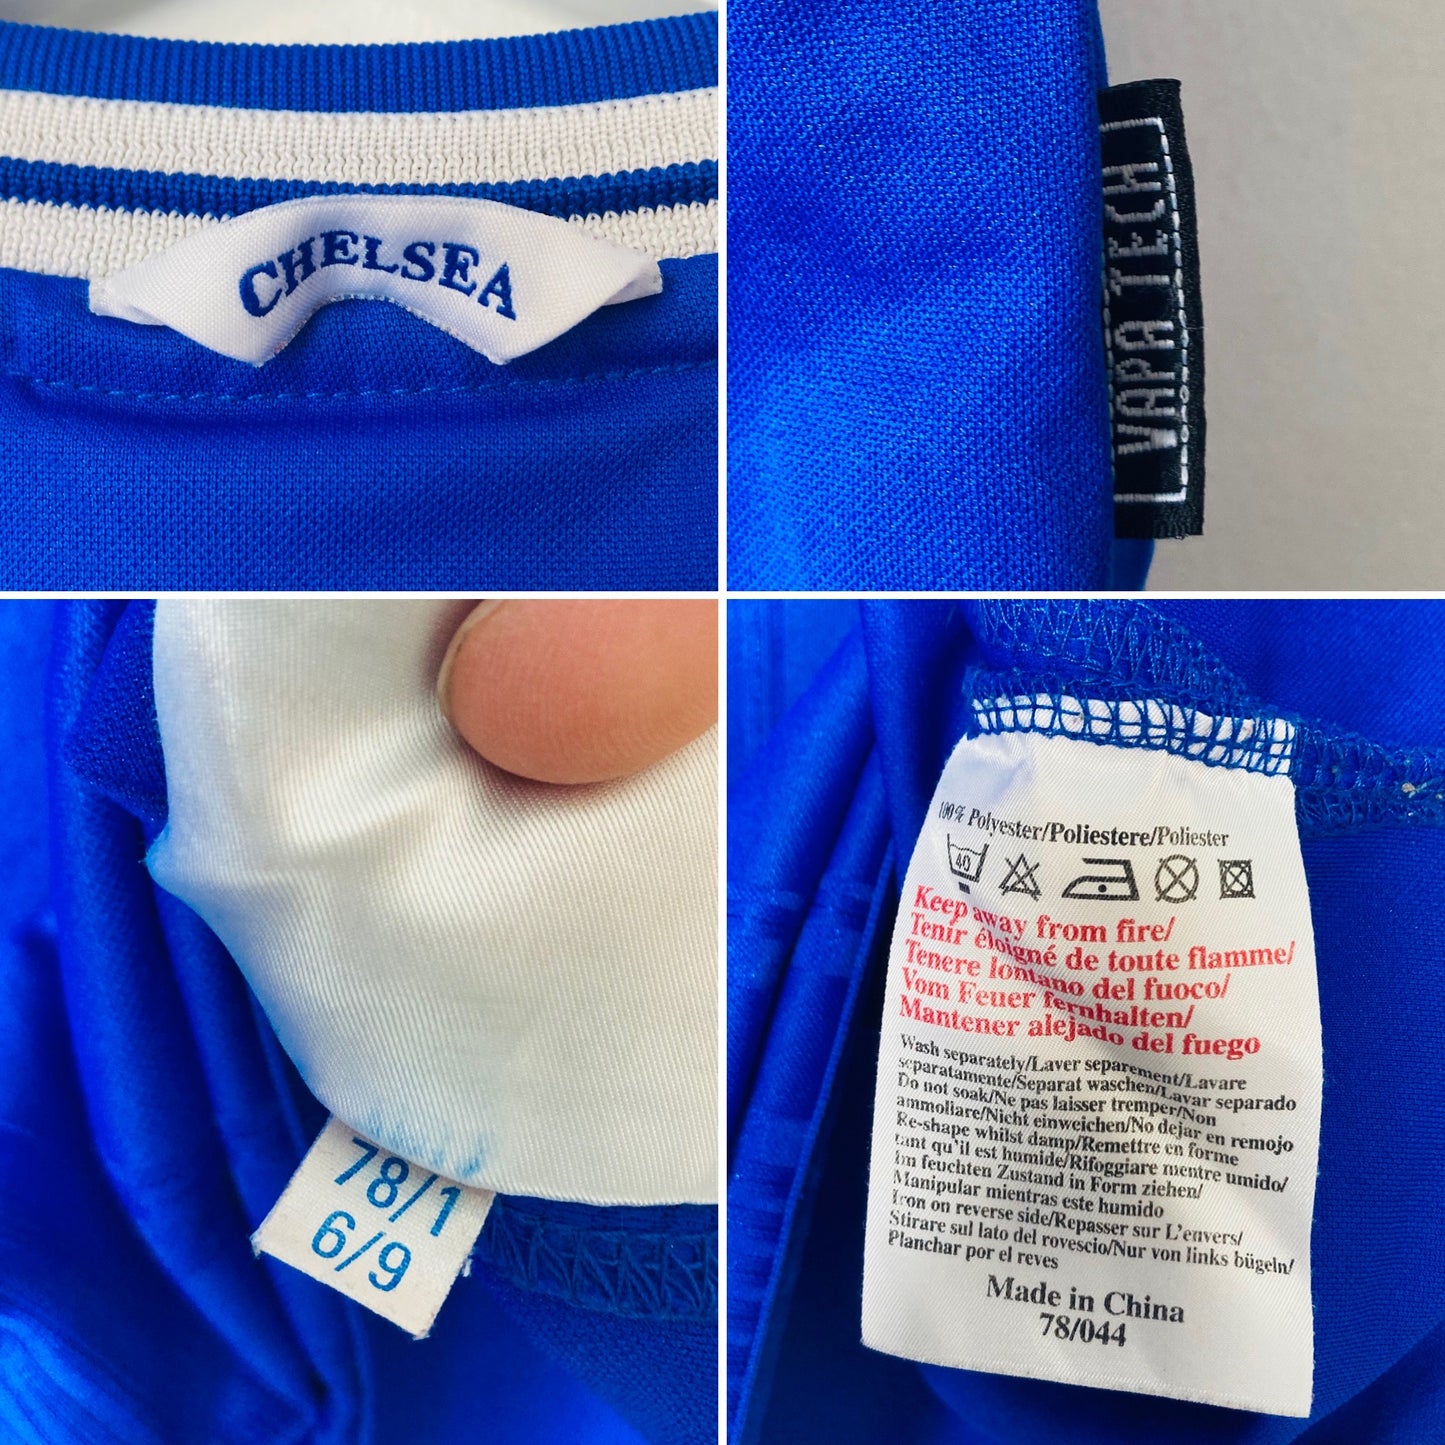 CHELSEA
VAPA TECH
78/1
6/9
100% Polyester/Poliestere/Poliester
40
Keep away from fire/
Tenir éloigné de toute flamme/
Tenere lontano del fuoco/
Vom Feuer fernhalten/
Mantener alejado del fuego
Wash separately/Laver separement/Lavare
separatamente/Separat waschen/Lavar separado
Do not soak/Ne pas laisser tremper/Non
ammoliare/Nicht einweichen/No dejar en remojo
Re-shape whilst damp/Remettre en forme
tant qu'il est humide/Rifoggiare mentre umido/
Im feuchten Zustand in Form ziehen/
Manipular mientras este humido
Iron on reverse side/Repasser sur L'envers/
Stirare sul lato del rovescio/Nur von links bügeln/
Planchar por el reves
Made in China
78/044